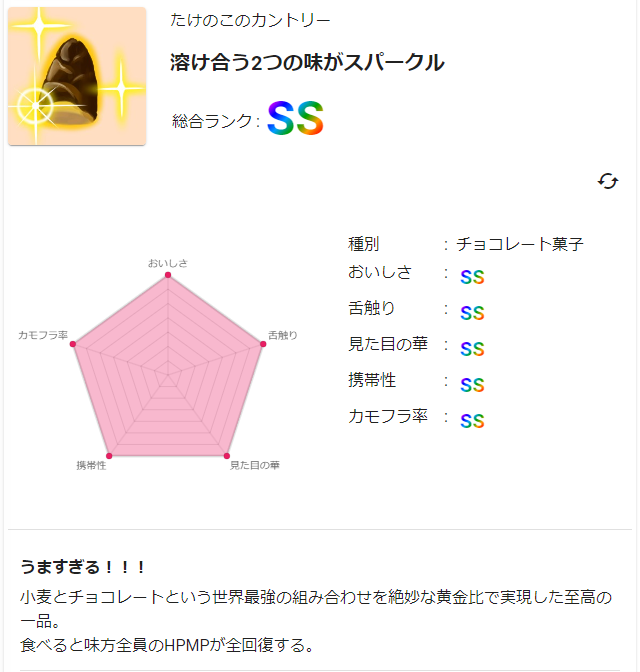 たけのこのカントリー
溶け合う2つの味がスパークル
総合ランク : SS
おいしさ
カモフラ率
舌触り
携帯性
見た目の華
種別 : チョコレート菓子
おいしさ : SS
舌触り : SS
見た目の華 : SS
携帯性 : SS
カモフラ率 : SS
うますぎる！！！
小麦とチョコレートという世界最強の組み合わせを絶妙な黄金比で実現した至高の
一品。
食べると味方全員のHPMPが全回復する。